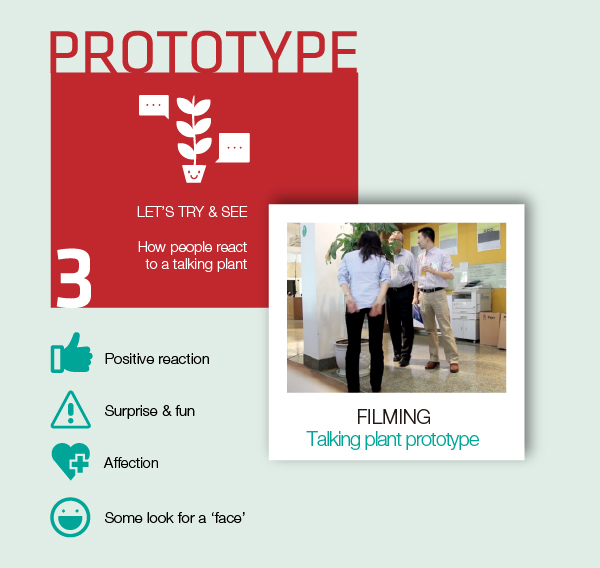 PROTOTYPE
LET'S TRY & SEE
How people react
to a talking plant
3
FILMING
Talking plant prototype
Positive reaction
Surprise & fun
Affection
Some look for a ‘face’